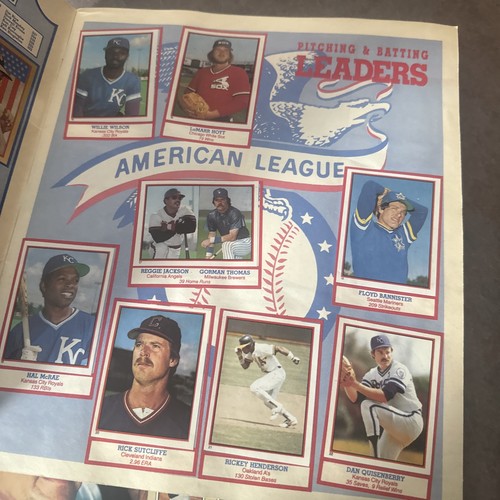 PITCHING & BATTING
LEADERS
WILLIE WILSON
Kansas City Royals
LaMARR HOYT
Chicago White Sox
AMERICAN LEAGUE
REGGIE JACKSON
California Angels
GORMAN THOMAS
Milwaukee Brewers
39 Home Runs
FLOYD BANNISTER
Seattle Mariners
209 Strikeouts
HAL McRAE
Kansas City Royals
133 RBIs
RICK SUTCLIFFE
Cleveland Indians
2.96 ERA
RICKEY HENDERSON
Oakland A's
130 Stolen Bases
DAN QUISENBERRY
Kansas City Royals
KC